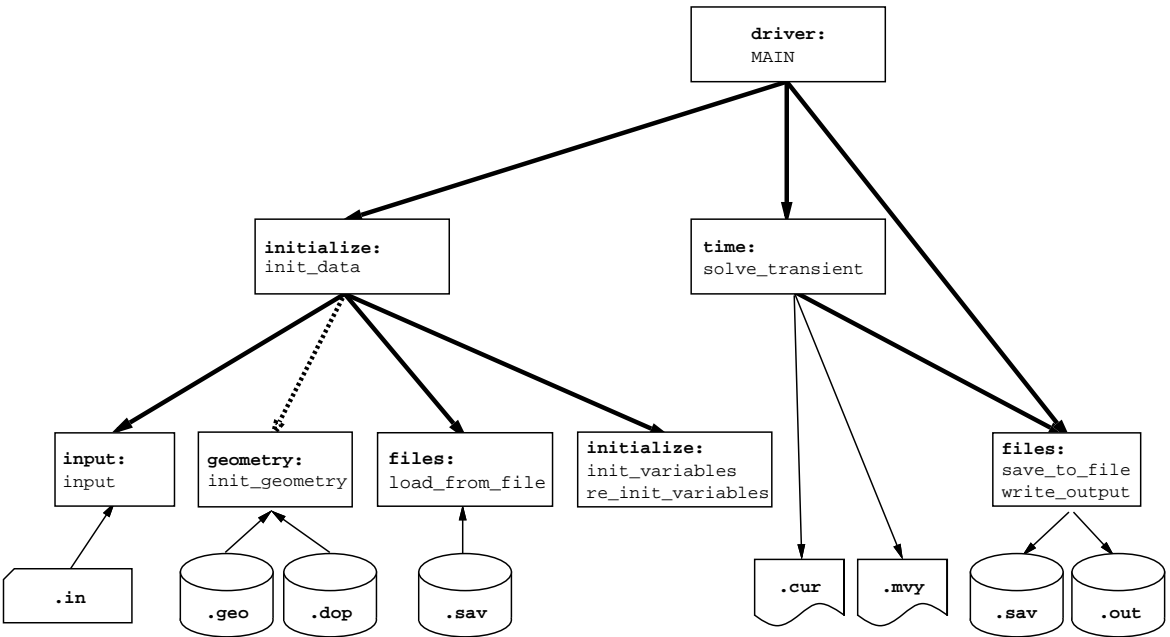 driver:
MAIN
initialize:
init_data
time:
solve_transient
input:
input
geometry:
init_geometry
files:
load_from_file
initialize:
init_variables
re_init_variables
files:
save_to_file
write_output
.in
.geo
.dop
.sav
.cur
.mvy
.sav
.out